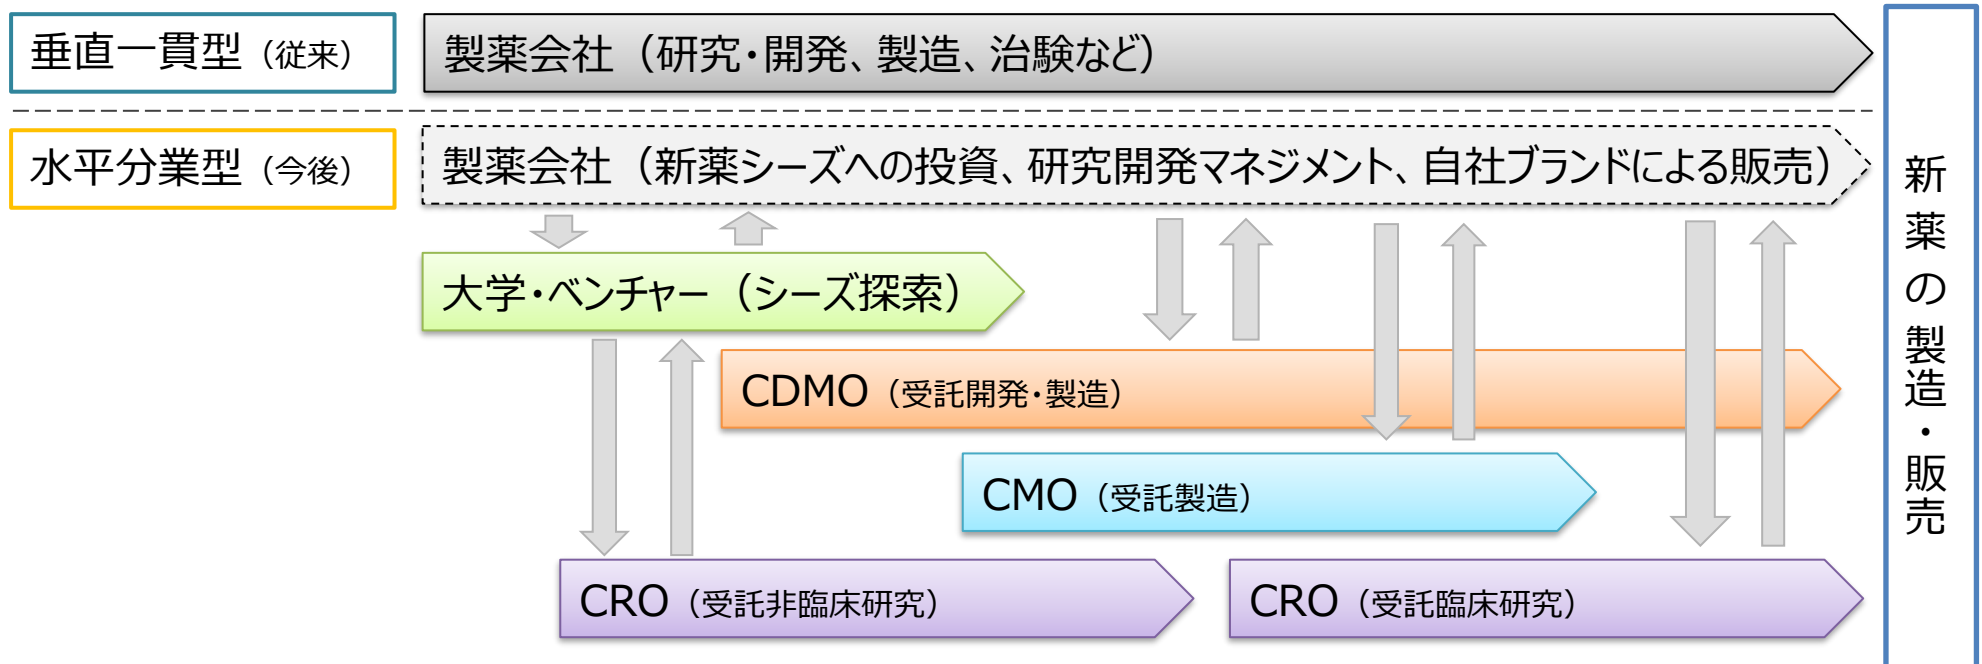 垂直一貫型（従来）
製薬会社（研究・開発、製造、治験など）
水平分業型（今後）
製薬会社（新薬シーズへの投資、研究開発マネジメント、自社ブランドによる販売）
大学・ベンチャー（シーズ探索）
CDMO（受託開発・製造）
CMO（受託製造）
CRO（受託非臨床研究）
CRO（受託臨床研究）
新薬の製造・販売